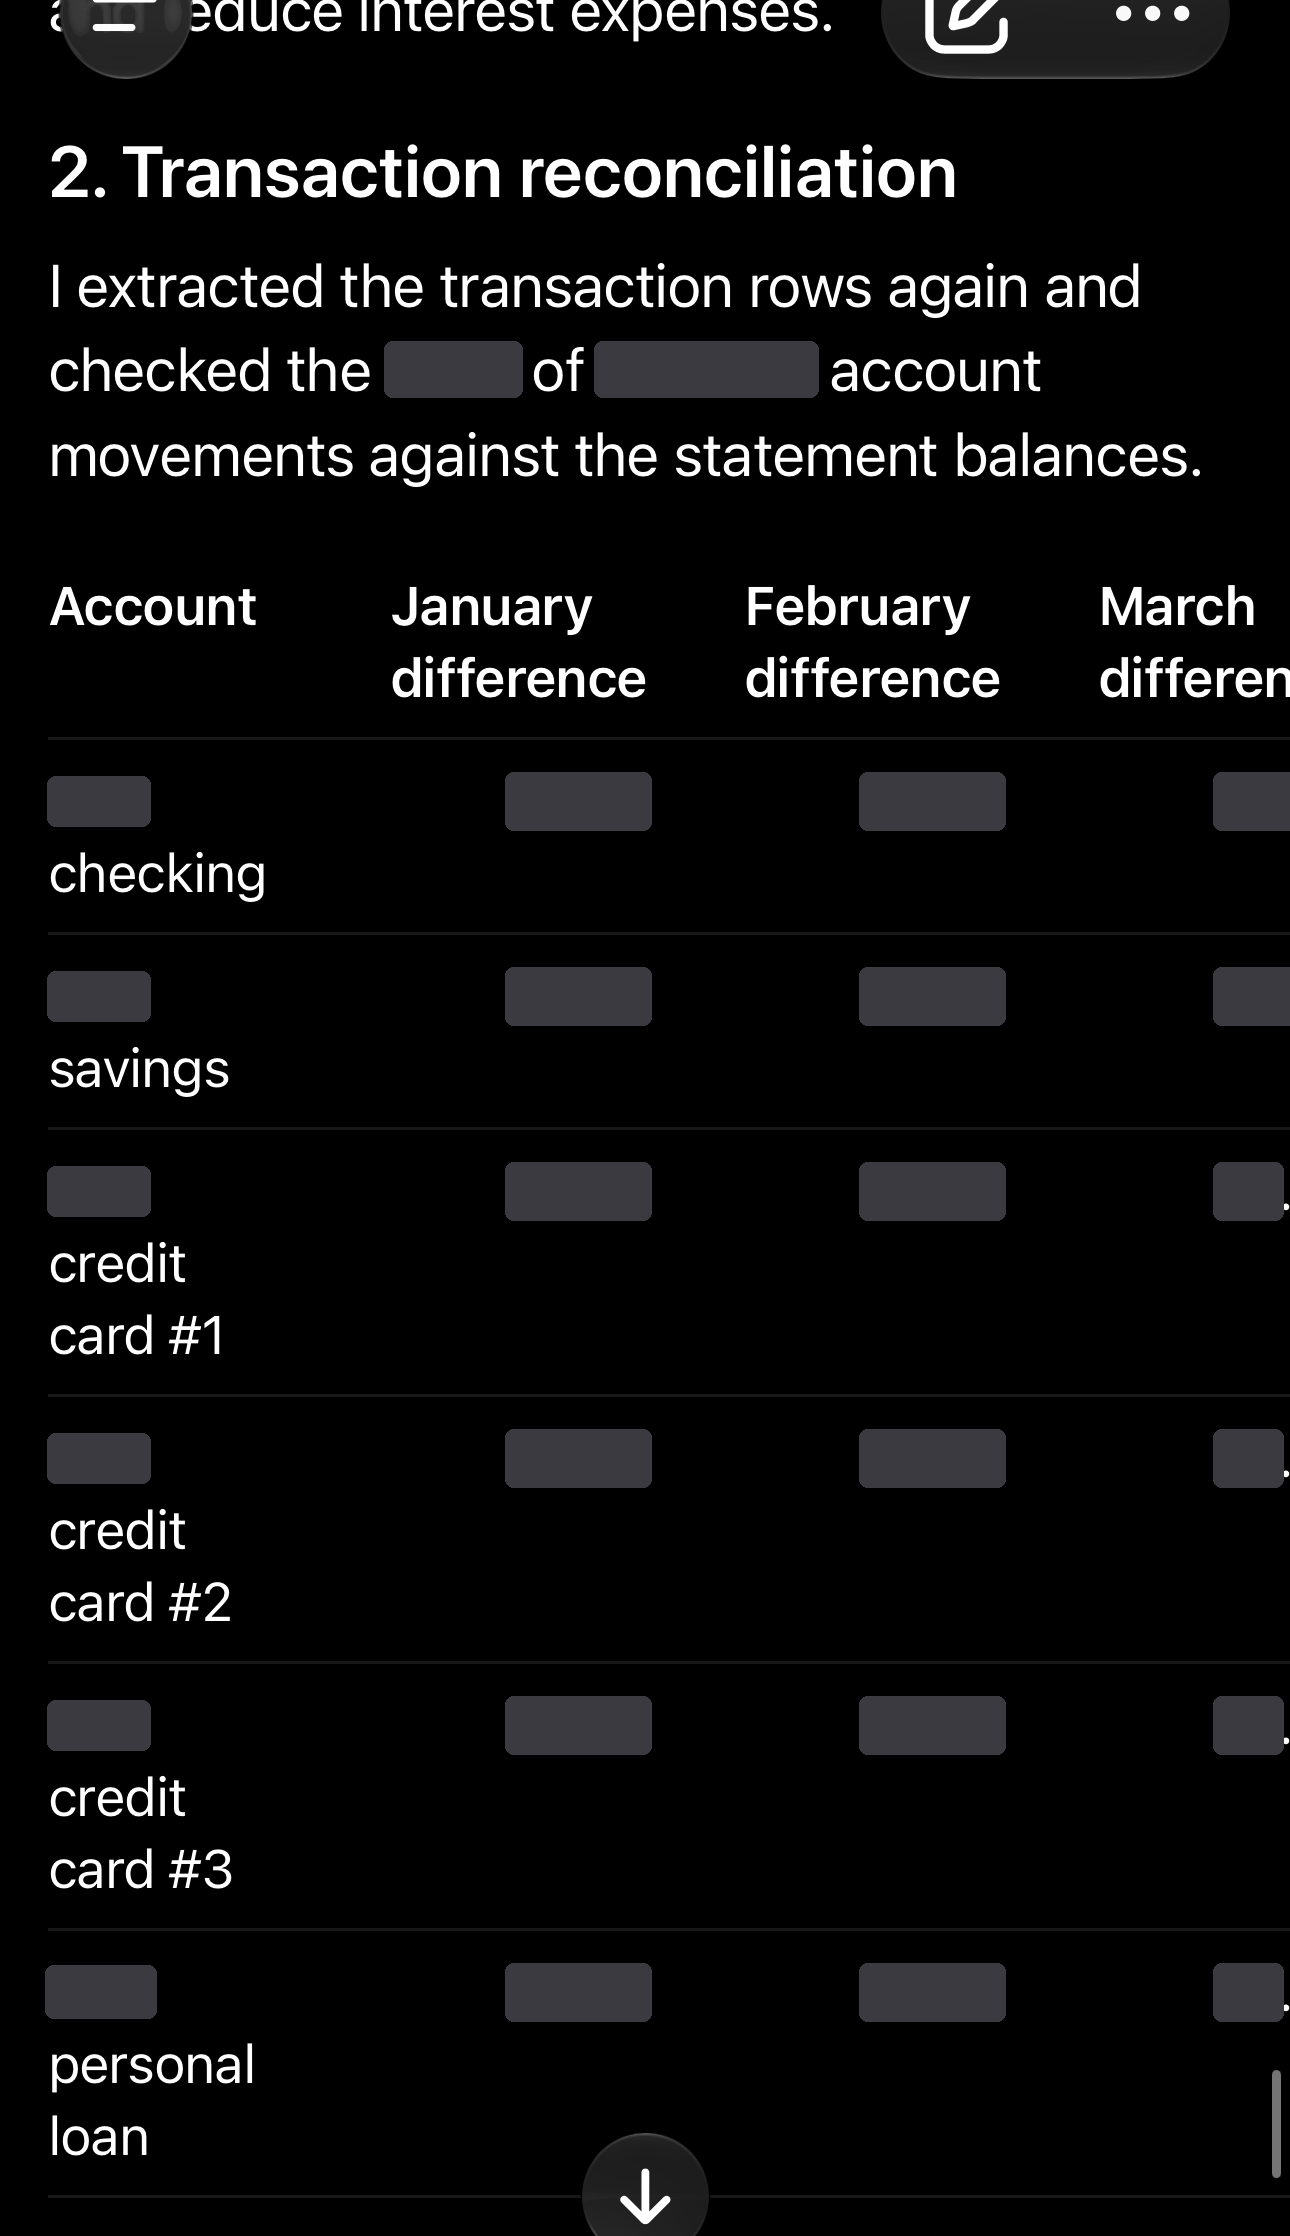 educe interest expenses.
2. Transaction reconciliation
I extracted the transaction rows again and
checked the of account
movements against the statement balances.
Account January February March
difference difference differen
checking
savings
credit
card #1
credit
card #2
credit
card #3
personal
loan